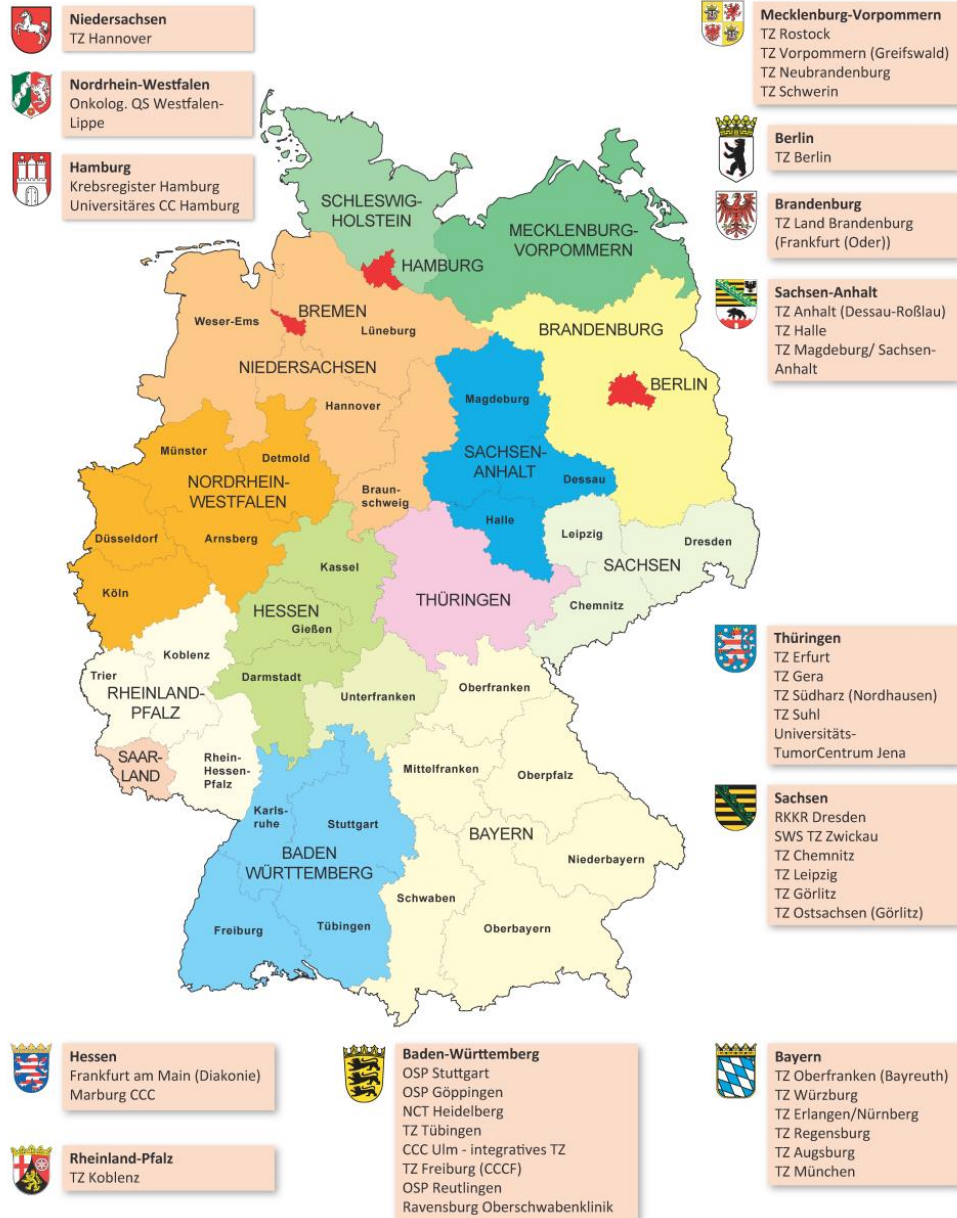 Niedersachsen
TZ Hannover
Nordrhein-Westfalen
Onkolog. QS Westfalen-
Lippe
Hamburg
Krebsregister Hamburg
Universitäres CC Hamburg
Mecklenburg-Vorpommern
TZ Rostock
TZ Vorpommern (Greifswald)
TZ Neubrandenburg
TZ Schwerin
Berlin
TZ Berlin
Brandenburg
TZ Land Brandenburg
(Frankfurt (Oder))
Sachsen-Anhalt
TZ Anhalt (Dessau-Roßlau)
TZ Halle
TZ Magdeburg/ Sachsen-
Anhalt
SCHLESWIG-
HOLSTEIN
MECKLENBURG-
VORPOMMERN
HAMBURG
BREMEN
Weser-Ems
Lüneburg
BRANDENBURG
NIEDERSACHSEN
BERLIN
Hannover
Magdeburg
Münster
Detmold
SACHSEN-
ANHALT
NORDRHEIN-
WESTFALEN
Dessau
Braun-
schweig
Halle
Düsseldorf
Arnsberg
Leipzig
Dresden
Kassel
SACHSEN
Köln
THÜRINGEN
Chemnitz
HESSEN
Gießen
Koblenz
Trier
Darmstadt
RHEINLAND-
PFALZ
Unterfranken
Oberfranken
SAAR-
LAND
Rhein-
Hessen-
Pfalz
Mittelfranken
Oberpfalz
Karls-
ruhe
Stuttgart
BADEN
WÜRTTEMBERG
BAYERN
Niederbayern
Schwaben
Freiburg
Tübingen
Oberbayern
Thüringen
TZ Erfurt
TZ Gera
TZ Südharz (Nordhausen)
TZ Suhl
Universitäts-
TumorCentrum Jena
Sachsen
RKKR Dresden
SWS TZ Zwickau
TZ Chemnitz
TZ Leipzig
TZ Görlitz
TZ Ostsachsen (Görlitz)
Hessen
Frankfurt am Main (Diakonie)
Marburg CCC
Rheinland-Pfalz
TZ Koblenz
Baden-Württemberg
OSP Stuttgart
OSP Göppingen
NCT Heidelberg
TZ Tübingen
CCC Ulm - integratives TZ
TZ Freiburg (CCCF)
OSP Reutlingen
Ravensburg Oberschwabenklinik
Bayern
TZ Oberfranken (Bayreuth)
TZ Würzburg
TZ Erlangen/Nürnberg
TZ Regensburg
TZ Augsburg
TZ München